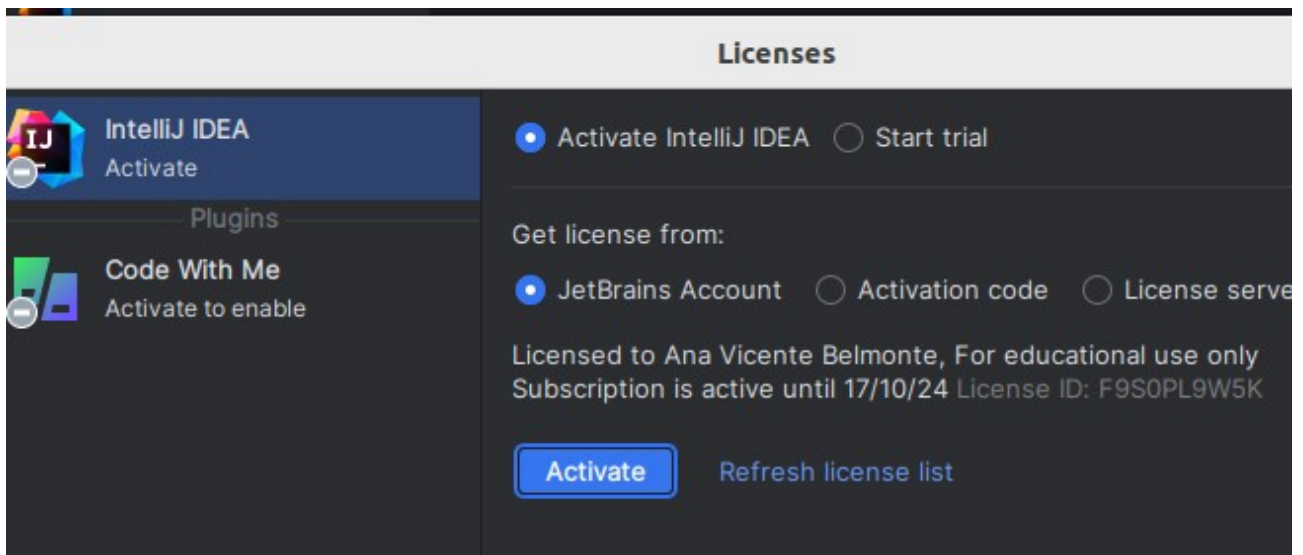 Licenses
IJ
IntelliJ IDEA
Activate
Plugins
Code With Me
Activate to enable
Activate IntelliJ IDEA Start trial
Get license from:
JetBrains Account Activation code License serve
Licensed to Ana Vicente Belmonte, For educational use only
Subscription is active until 17/10/24 License ID: F9S0PL9W5K
Activate Refresh license list